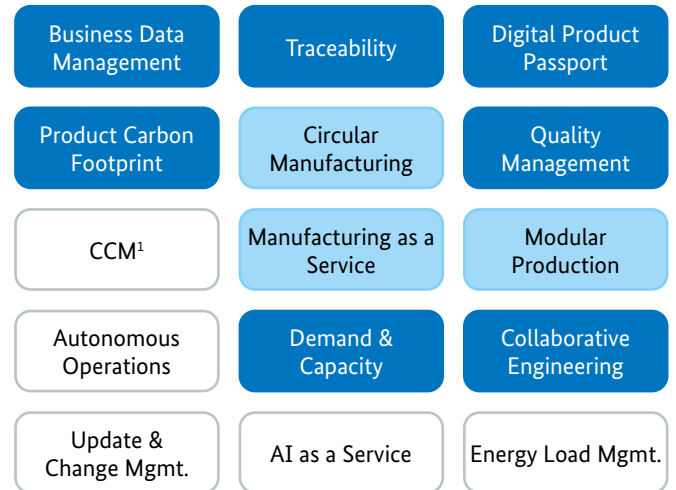 Business Data
Management
Traceability
Digital Product
Passport
Product Carbon
Footprint
Circular
Manufacturing
Quality
Management
CCM¹
Manufacturing as a
Service
Modular
Production
Autonomous
Operations
Demand &
Capacity
Collaborative
Engineering
Update &
Change Mgmt.
AI as a Service
Energy Load Mgmt.